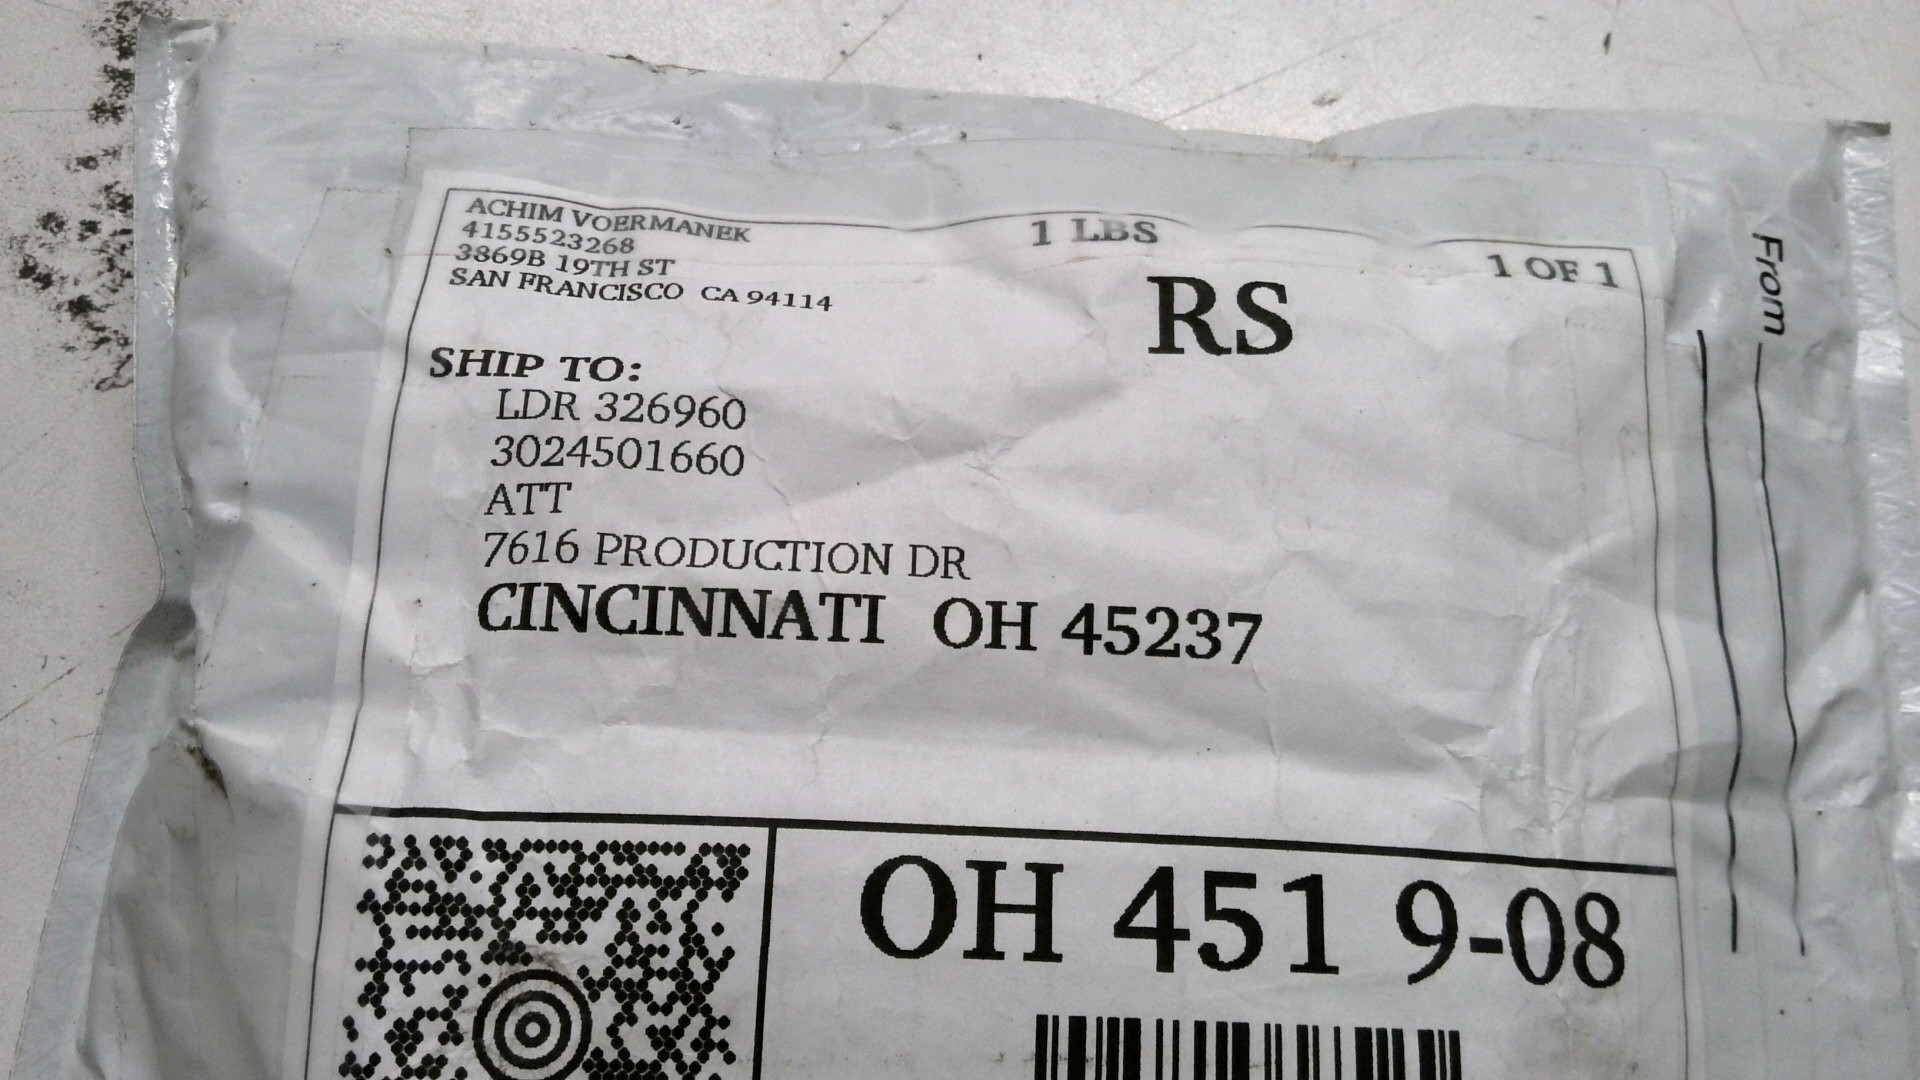 ACHIM VOERMANEK
4155523268
3869B 19TH ST
SAN FRANCISCO CA 94114
1 LBS
1 OF 1
RS
SHIP TO:
LDR 326960
3024501660
ATT
7616 PRODUCTION DR
CINCINNATI OH 45237
OH 451 9-08
From